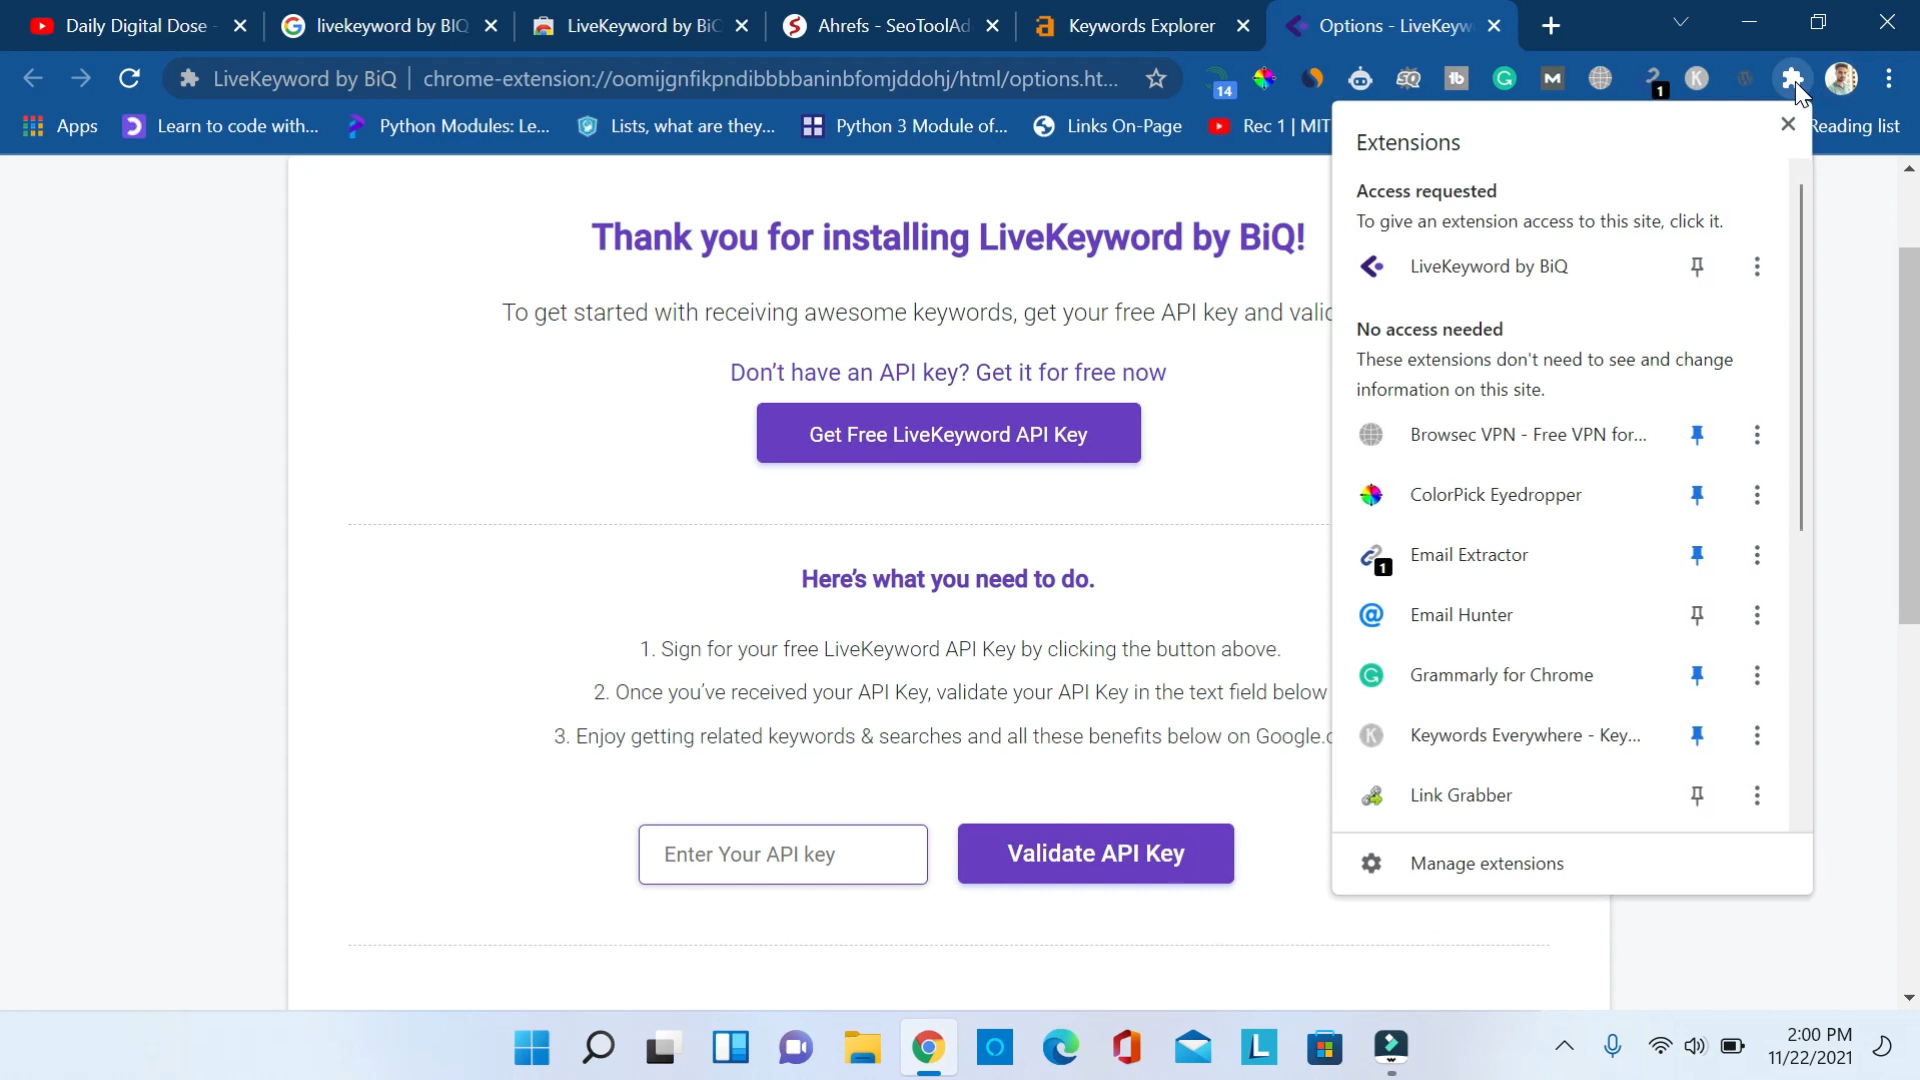 Daily Digital Dose
livekeyword by BIQ
LiveKeyword by BiQ
Ahrefs - SeoToolAd
Keywords Explorer
Options - LiveKeyw
LiveKeyword by BiQ
chrome-extension://oomijgnfikpndibbbbaninbfomjddohj/html/options.ht...
14
1
Apps
Learn to code with...
Python Modules: Le...
Lists, what are they...
Python 3 Module of...
Links On-Page
Rec 1 | MIT
Reading list
Thank you for installing LiveKeyword by BiQ!
To get started with receiving awesome keywords, get your free API key and valid
Don't have an API key? Get it for free now
Get Free LiveKeyword API Key
Here's what you need to do.
1. Sign for your free LiveKeyword API Key by clicking the button above.
2. Once you've received your API Key, validate your API Key in the text field below
3. Enjoy getting related keywords & searches and all these benefits below on Google.c
Enter Your API key
Validate API Key
Extensions
Access requested
To give an extension access to this site, click it.
LiveKeyword by BiQ
No access needed
These extensions don't need to see and change
information on this site.
Browsec VPN - Free VPN for...
ColorPick Eyedropper
1
Email Extractor
Email Hunter
Grammarly for Chrome
Keywords Everywhere - Key...
Link Grabber
Manage extensions
2:00 PM
11/22/2021